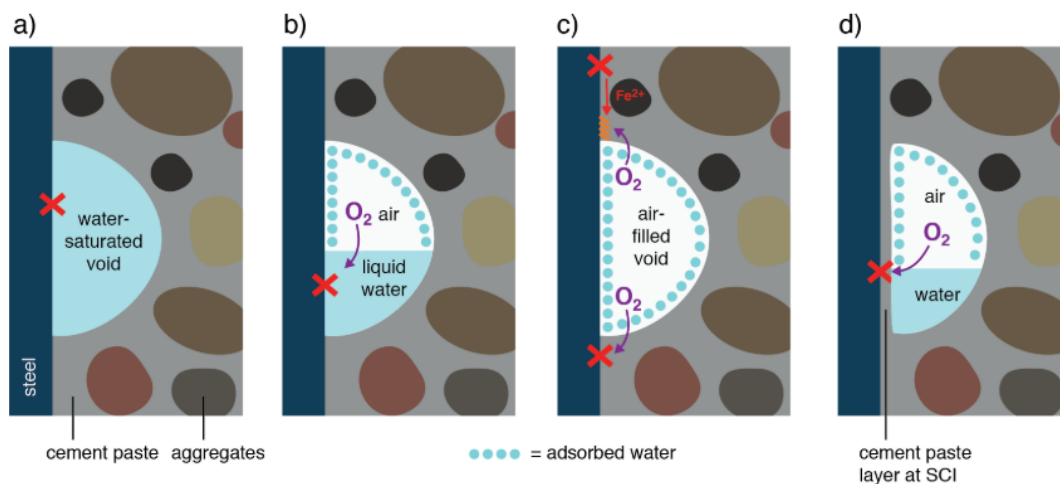 a)
b)
c)
d)
water-
saturated
void
steel
cement paste
aggregates
O2
air
liquid
water
Fe2+
O2
air-
filled
void
O2
air
O2
water
= adsorbed water
cement paste
layer at SCI